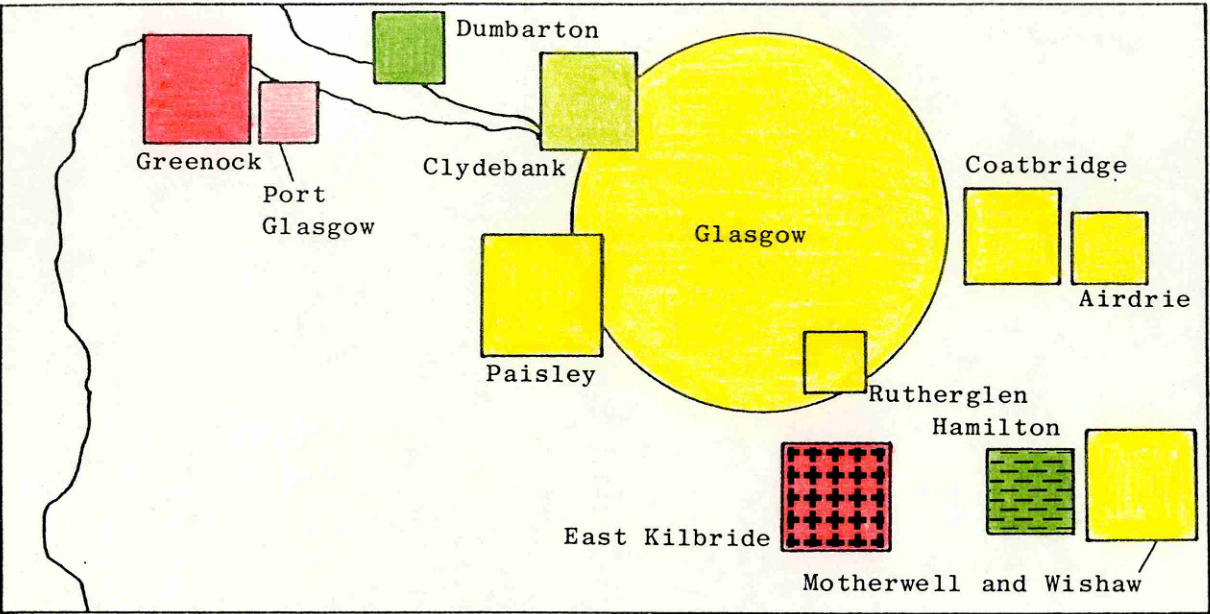 Dumbarton
Greenock
Port
Glasgow
Clydebank
Coatbridge
Glasgow
Airdrie
Paisley
Rutherglen
Hamilton
East Kilbride
Motherwell and Wishaw